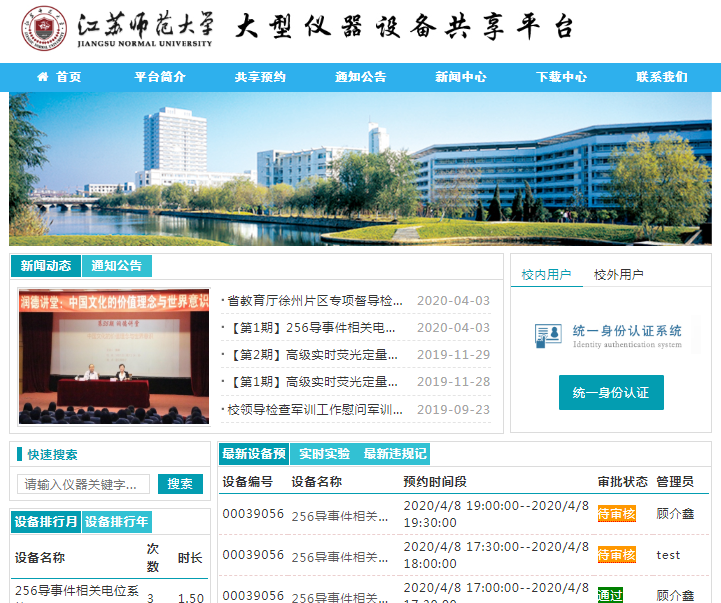 江苏师范大学 大型仪器设备共享平台
JIANGSU NORMAL UNIVERSITY
首页 平台简介 共享预约 通知公告 新闻中心 下载中心 联系我们
新闻动态 通知公告
润德讲堂：中国文化的价值理念与世界意识
省教育厅徐州片区专项督导检... 2020-04-03
【第1期】256导事件相关电... 2020-04-03
【第2期】高级实时荧光定量... 2019-11-29
【第1期】高级实时荧光定量... 2019-11-28
校领导检查军训工作慰问军训... 2019-09-23
校内用户 校外用户
统一身份认证系统
Identity authentication system
统一身份认证
快速搜索
请输入仪器关键字... 搜索
设备排行月 设备排行年
设备名称 次数 时长
256导事件相关电位系 3 1.50
最新设备预 实时实验 最新违规记
设备编号 设备名称 预约时间段 审批状态 管理员
00039056 256导事件相关... 2020/4/8 19:00:00--2020/4/8 19:30:00 待审核 顾介鑫
00039056 256导事件相关... 2020/4/8 17:30:00--2020/4/8 18:00:00 待审核 test
00039056 256导事件相关... 2020/4/8 17:00:00--2020/4/8 通过 顾介鑫